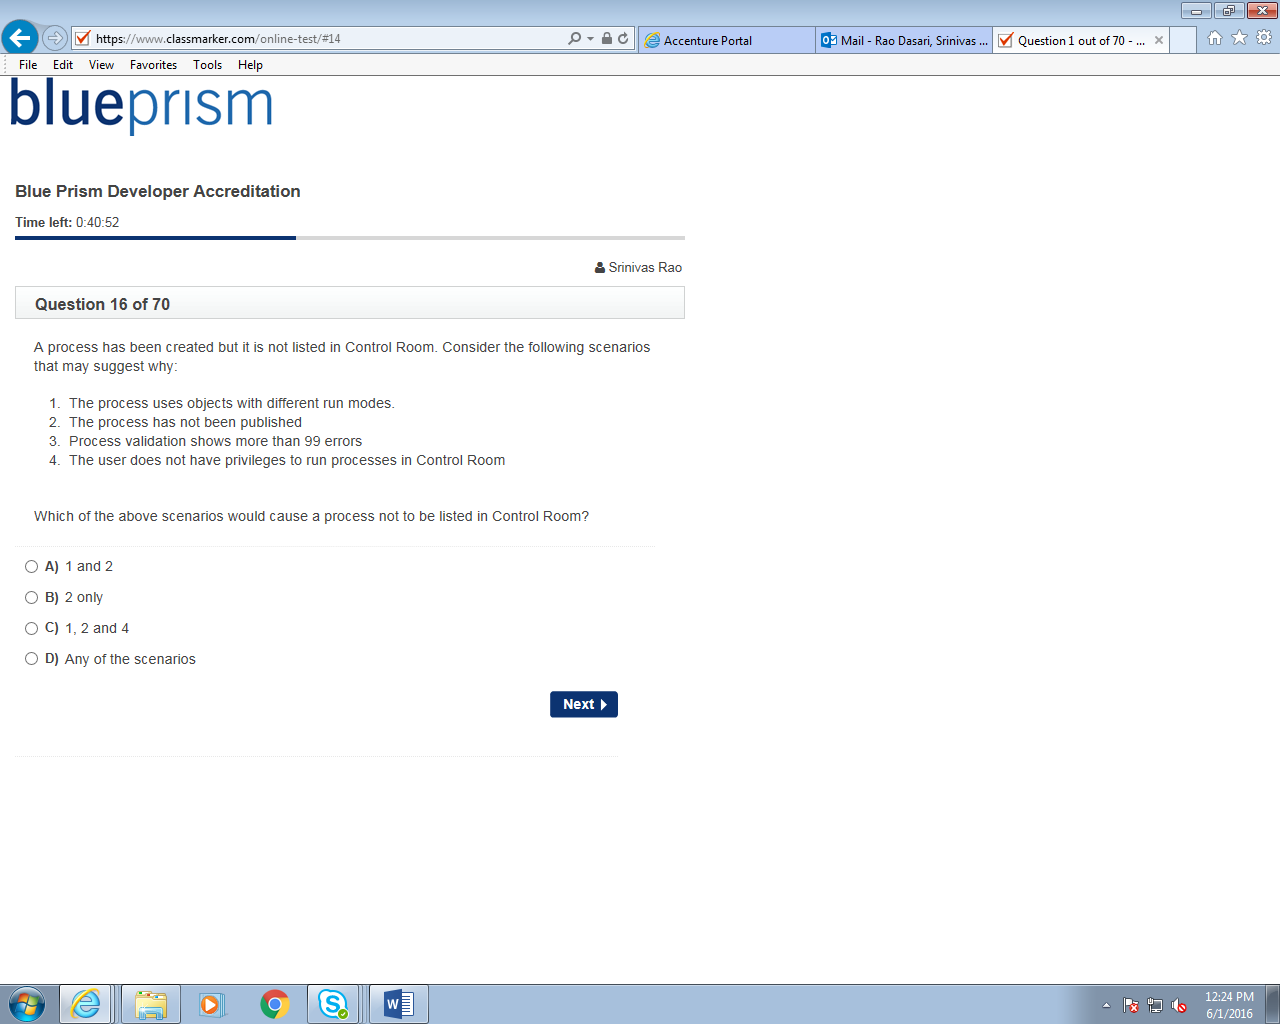 https://www.classmarker.com/online-test/#14
Accenture Portal
Mail - Rao Dasari, Srinivas ...
Question 1 out of 70 - ...
File Edit View Favorites Tools Help
blueprism
Blue Prism Developer Accreditation
Time left: 0:40:52
Srinivas Rao
Question 16 of 70
A process has been created but it is not listed in Control Room. Consider the following scenarios
that may suggest why:
1. The process uses objects with different run modes.
2. The process has not been published
3. Process validation shows more than 99 errors
4. The user does not have privileges to run processes in Control Room
Which of the above scenarios would cause a process not to be listed in Control Room?
A) 1 and 2
B) 2 only
C) 1, 2 and 4
D) Any of the scenarios
Next
12:24 PM
6/1/2016